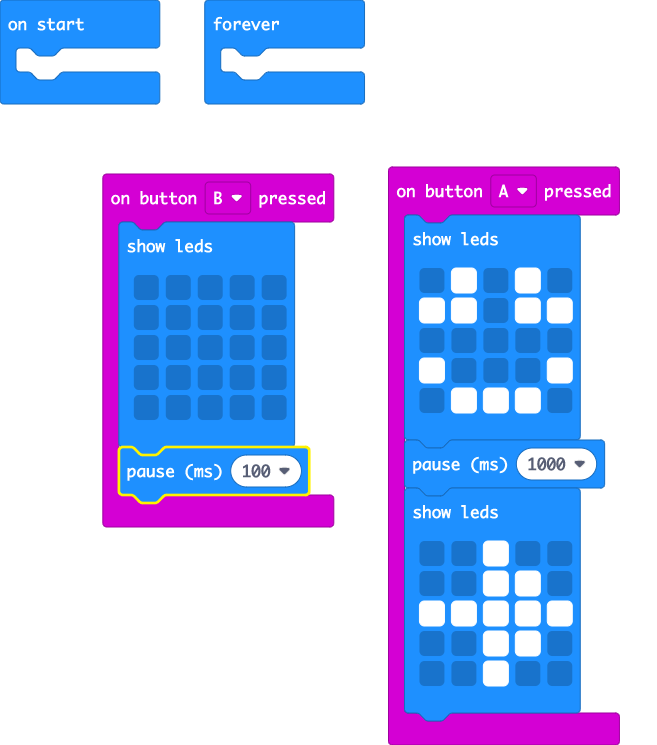 on start
forever
on button B pressed
show leds
pause (ms) 100
on button A pressed
show leds
pause (ms) 1000
show leds